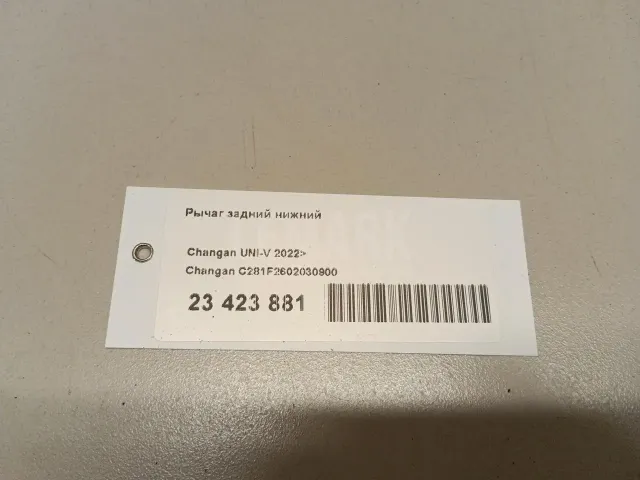 Рычаг задний нижний
Changan UNI-V 2022>
Changan C281F2602030900
23 423 881